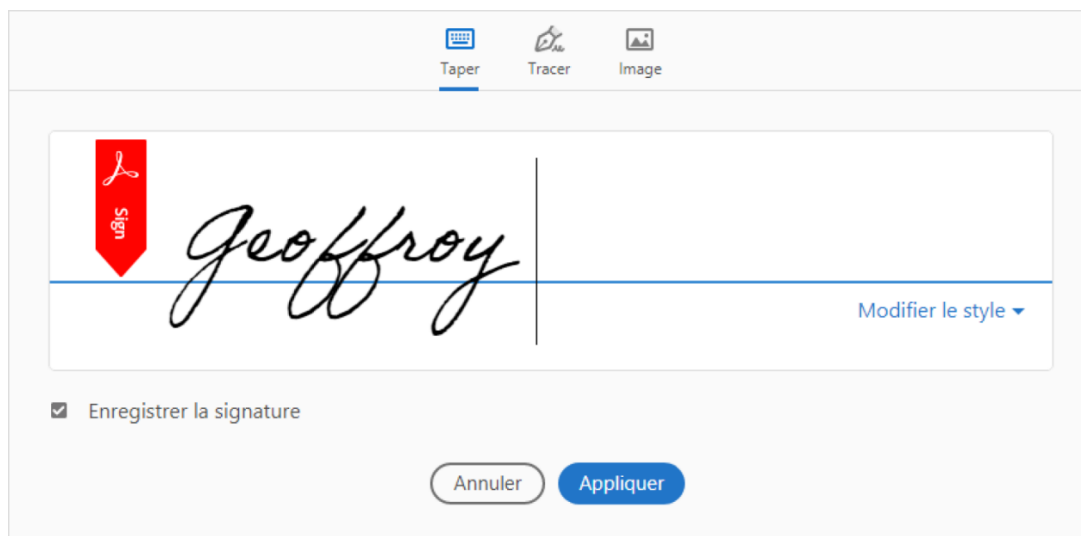 Taper Tracer Image
Sign
Geoffroy
Modifier le style
Enregistrer la signature
Annuler Appliquer